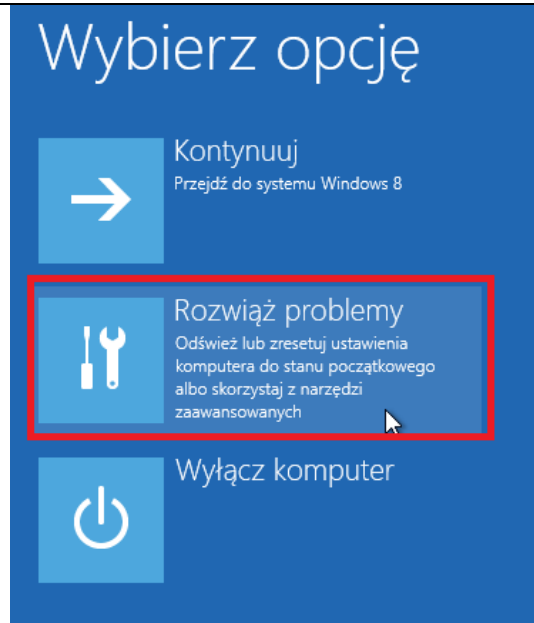 Wybierz opcję
Kontynuuj
Przejdź do systemu Windows 8
Rozwiąż problemy
Odśwież lub zresetuj ustawienia
komputera do stanu początkowego
albo skorzystaj z narzędzi
zaawansowanych
Wyłącz komputer